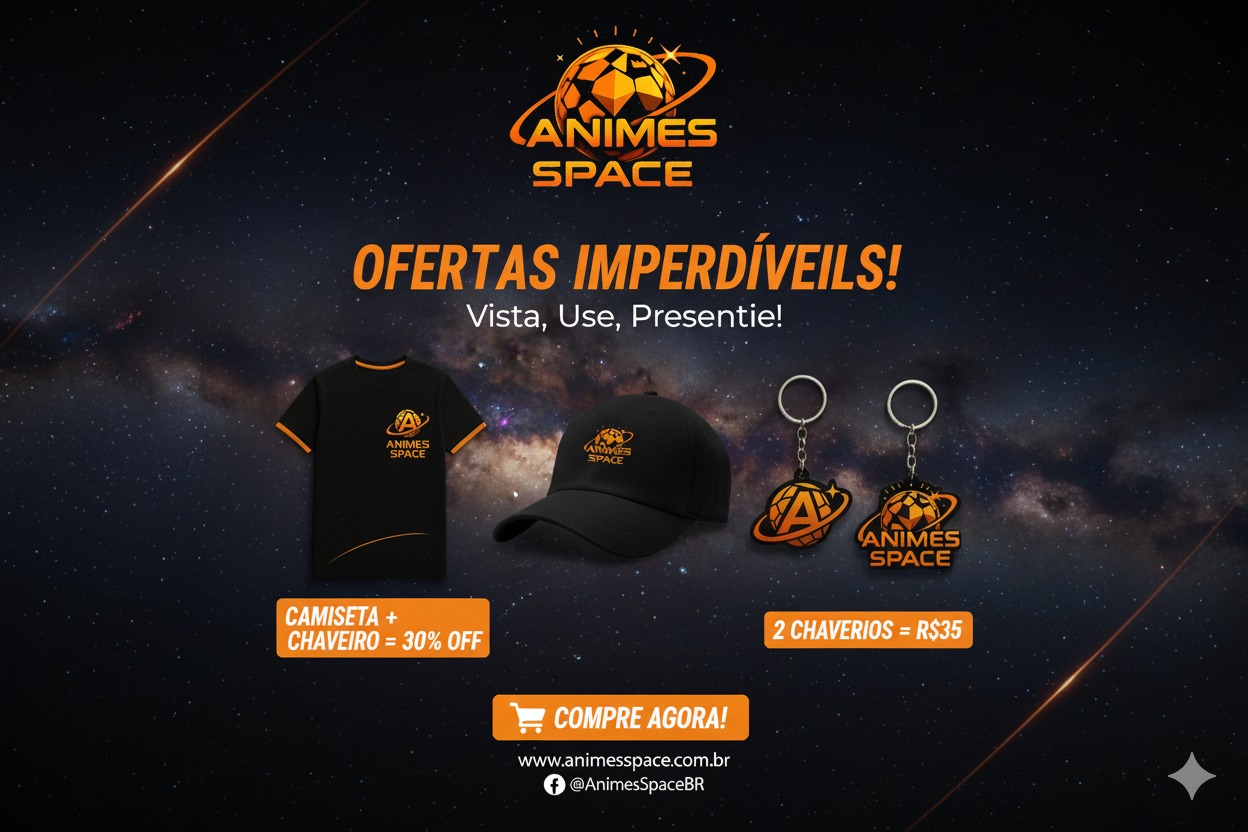 ANIMES
SPACE
OFERTAS IMPERDÍVEILS!
Vista, Use, Presentie!
A
ANIMES
SPACE
ANIMES
SPACE
A
ANIMES
SPACE
CAMISETA +
CHAVEIRO = 30% OFF
2 CHAVERIOS = R$35
COMPRE AGORA!
www.animesspace.com.br
@AnimesSpaceBR